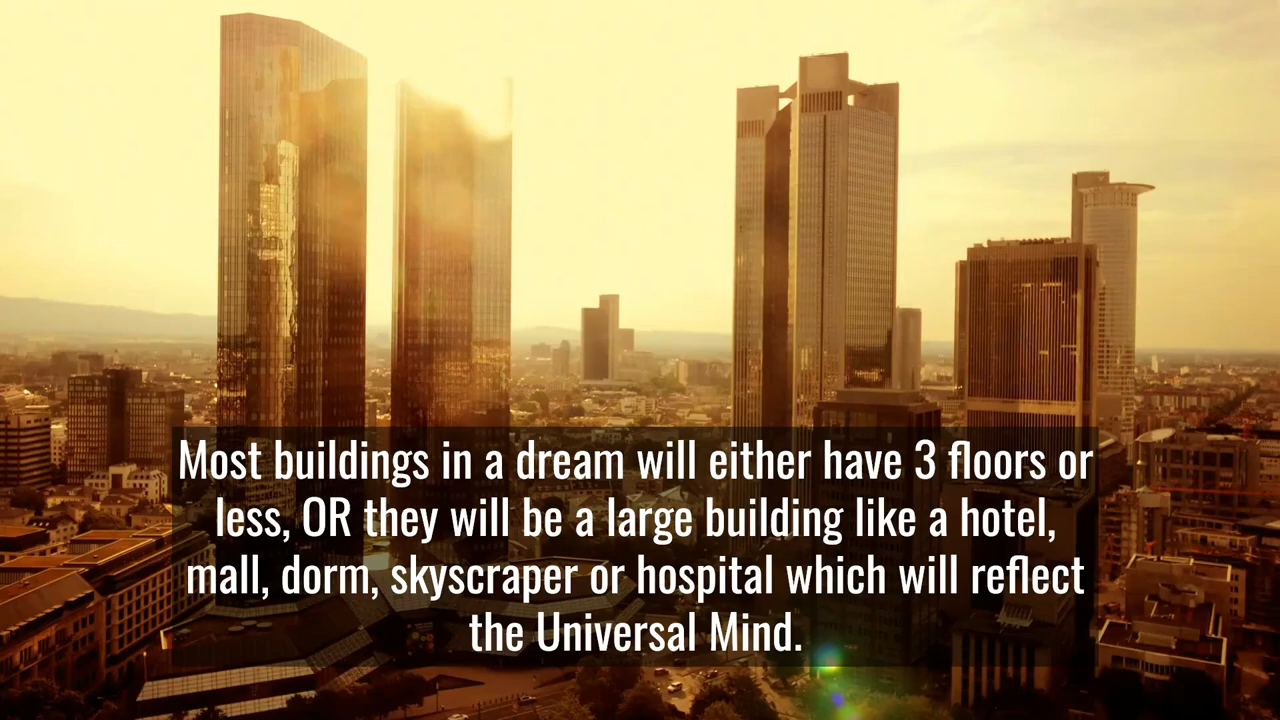 Most buildings in a dream will either have 3 floors or
less, OR they will be a large building like a hotel,
mall, dorm, skyscraper or hospital which will reflect
the Universal Mind.